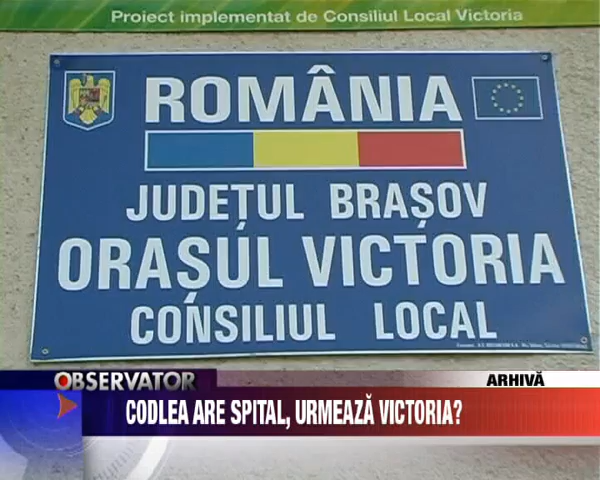 Proiect implementat de Consiliul Local Victoria
ROMÂNIA
JUDEȚUL BRAȘOV
ORAȘUL VICTORIA
CONSILIUL LOCAL
OBSERVATOR
ARHIVĂ
CODLEA ARE SPITAL, URMEAZĂ VICTORIA?